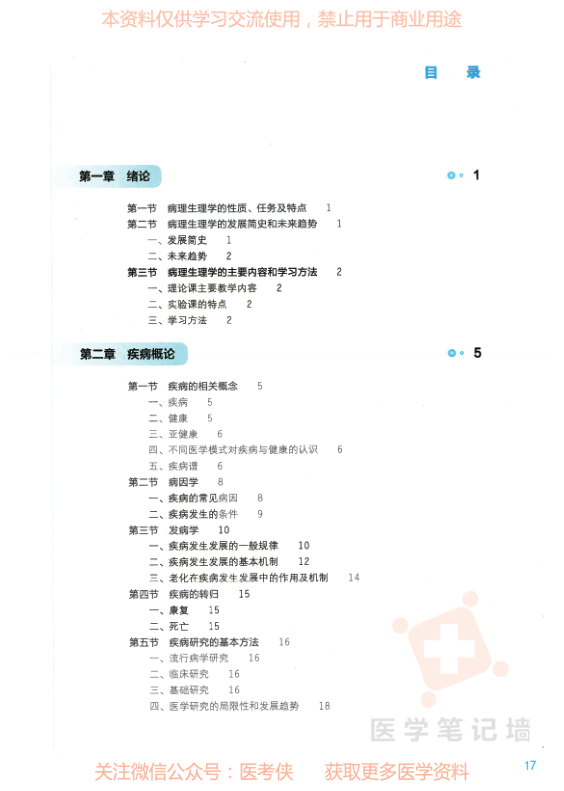 本资料仅供学习交流使用，禁止用于商业用途
目 录
第一章 绪论 1
第一节 病理生理学的性质、任务及特点 1
第二节 病理生理学的发展简史和未来趋势 1
一、发展简史 1
二、未来趋势 2
第三节 病理生理学的主要内容和学习方法 2
一、理论课主要教学内容 2
二、实验课的特点 2
三、学习方法 2
第二章 疾病概论 5
第一节 疾病的相关概念 5
一、疾病 5
二、健康 5
三、亚健康 6
四、不同医学模式对疾病与健康的认识 6
五、疾病谱 6
第二节 病因学 8
一、疾病的常见病因 8
二、疾病发生的条件 9
第三节 发病学 10
一、疾病发生发展的一般规律 10
二、疾病发生发展的基本机制 12
三、老化在疾病发生发展中的作用及机制 14
第四节 疾病的转归 15
一、康复 15
二、死亡 15
第五节 疾病研究的基本方法 16
一、流行病学研究 16
二、临床研究 16
三、基础研究 16
四、医学研究的局限性和发展趋势 18
医学笔记墙
17
关注微信公众号：医考侠 获取更多医学资料